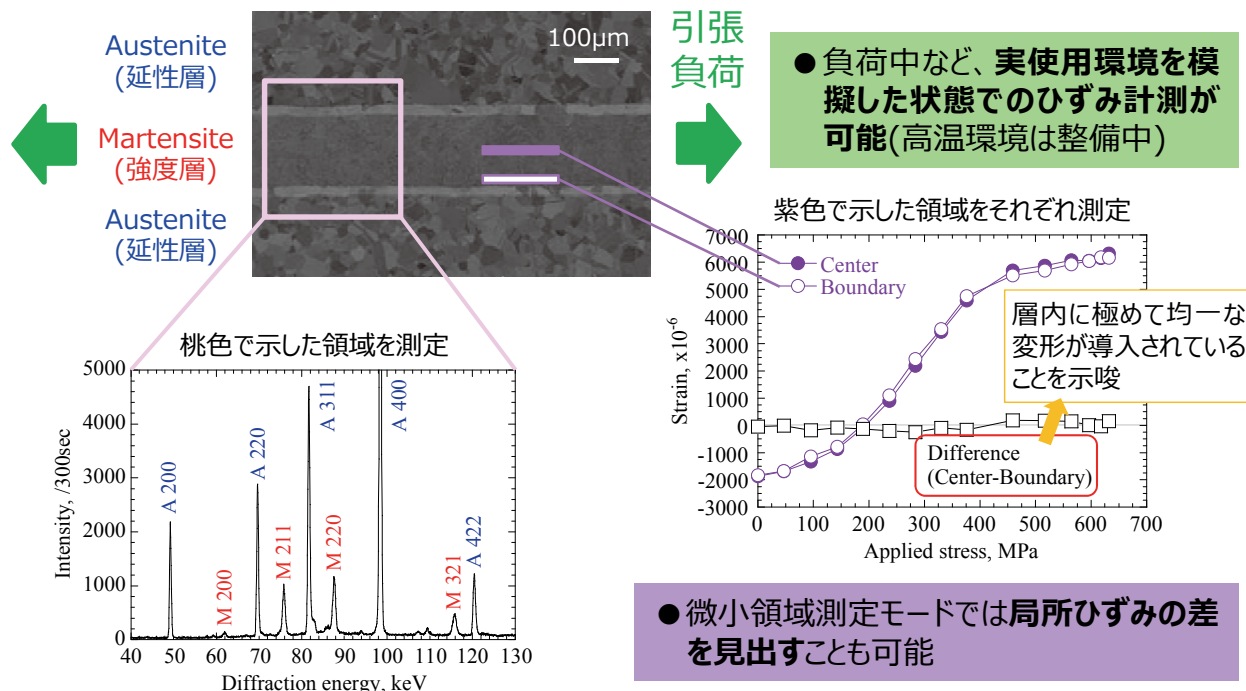 Austenite
(延性層)
Martensite
(強度層)
Austenite
(延性層)
100μm
引張
負荷
●負荷中など、実使用環境を模
擬した状態でのひずみ計測が
可能(高温環境は整備中)
紫色で示した領域をそれぞれ測定
7000
6000
5000
4000
3000
2000
1000
0
-1000
-2000
-3000
Strain, x10⁻⁶
Center
Boundary
層内に極めて均一な
変形が導入されている
ことを示唆
Difference
(Center-Boundary)
0 100 200 300 400 500 600 700
Applied stress, MPa
桃色で示した領域を測定
5000
4000
3000
2000
1000
0
Intensity, /300sec
A 200
M 200
A 220
M 211
A 311
M 220
A 400
M 321
A 422
40 50 60 70 80 90 100 110 120 130
Diffraction energy, keV
●微小領域測定モードでは局所ひずみの差
を見出すことも可能